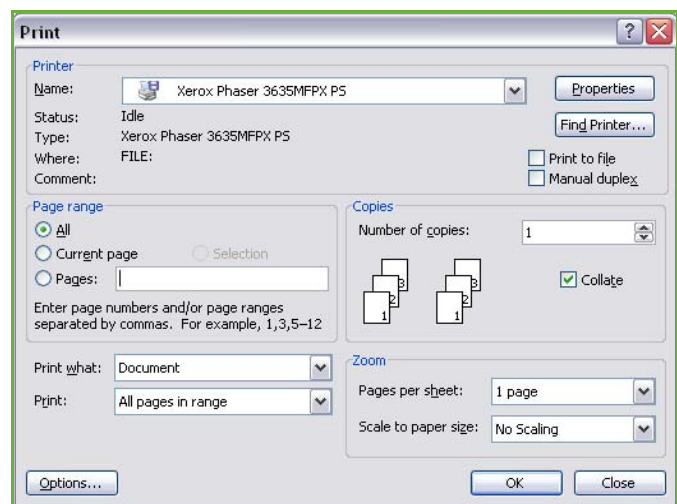 Print
Printer
Name: Xerox Phaser 3635MFPX PS
Properties
Status: Idle
Find Printer...
Type: Xerox Phaser 3635MFPX PS
Where: FILE:
Print to file
Comment:
Manual duplex
Page range
All
Current page Selection
Pages:
Enter page numbers and/or page ranges
separated by commas. For example, 1,3,5–12
Copies
Number of copies: 1
3 3
2 2
1 1
Collate
Print what: Document
Print: All pages in range
Zoom
Pages per sheet: 1 page
Scale to paper size: No Scaling
Options...
OK
Close